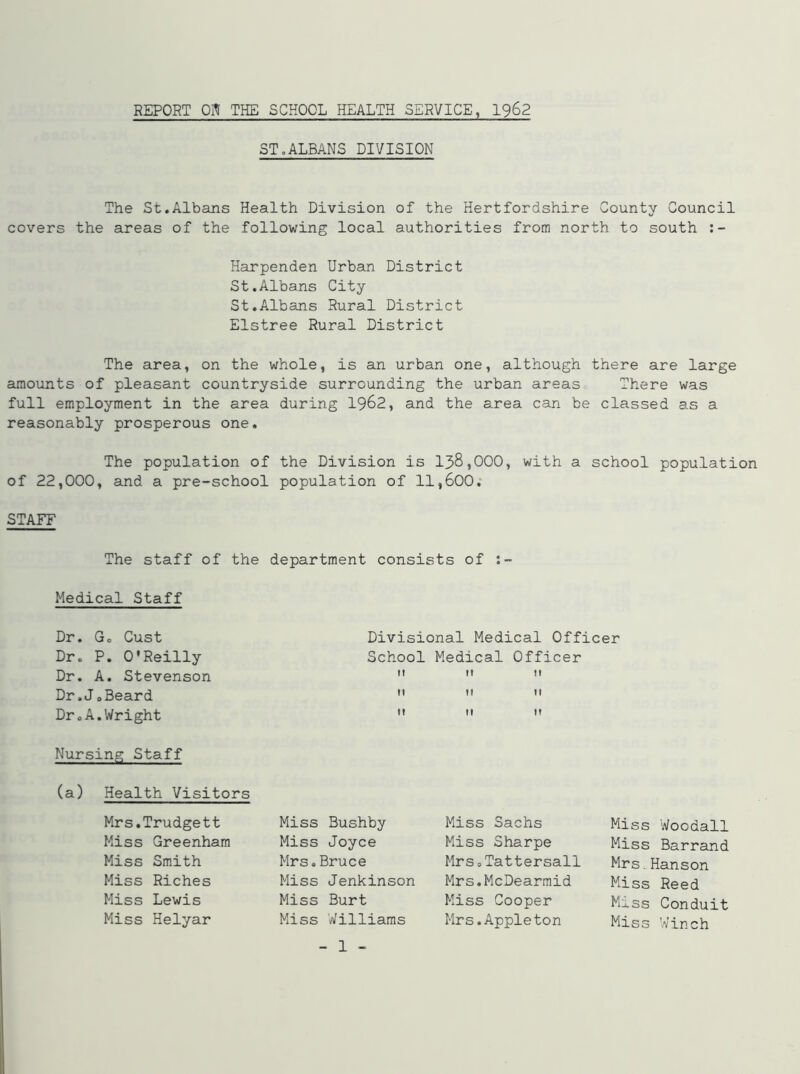 REPORT ON THE SCHOOL HEALTH SERVICE, 1962
ST.ALBANS DIVISION
The St.Albans Health Division of the Hertfordshire County Council
covers the areas of the following local authorities from north to south :-
Harpenden Urban District
St.Albans City
St.Albans Rural District
Elstree Rural District
The area, on the whole, is an urban one, although there are large
amounts of pleasant countryside surrounding the urban areas. There was
full employment in the area during 1962, and the area can be classed as a
reasonably prosperous one.
The population of the Division is 138,000, with a school population
of 22,000, and a pre-school population of 11,600.
STAFF
The staff of the department consists of :-
Medical Staff
Dr. G. Cust Divisional Medical Officer
Dr. P. O'Reilly School Medical Officer
Dr. A. Stevenson " " "
Dr.J.Beard " " "
Dr.A.Wright " " "
Nursing Staff
(a) Health Visitors
Mrs.Trudgett Miss Bushby Miss Sachs Miss Woodall
Miss Greenham Miss Joyce Miss Sharpe Miss Barrand
Miss Smith Mrs.Bruce Mrs.Tattersall Mrs.Hanson
Miss Riches Miss Jenkinson Mrs.McDearmid Miss Reed
Miss Lewis Miss Burt Miss Cooper Miss Conduit
Miss Helyar Miss Williams Mrs.Appleton Miss Winch
- 1 -